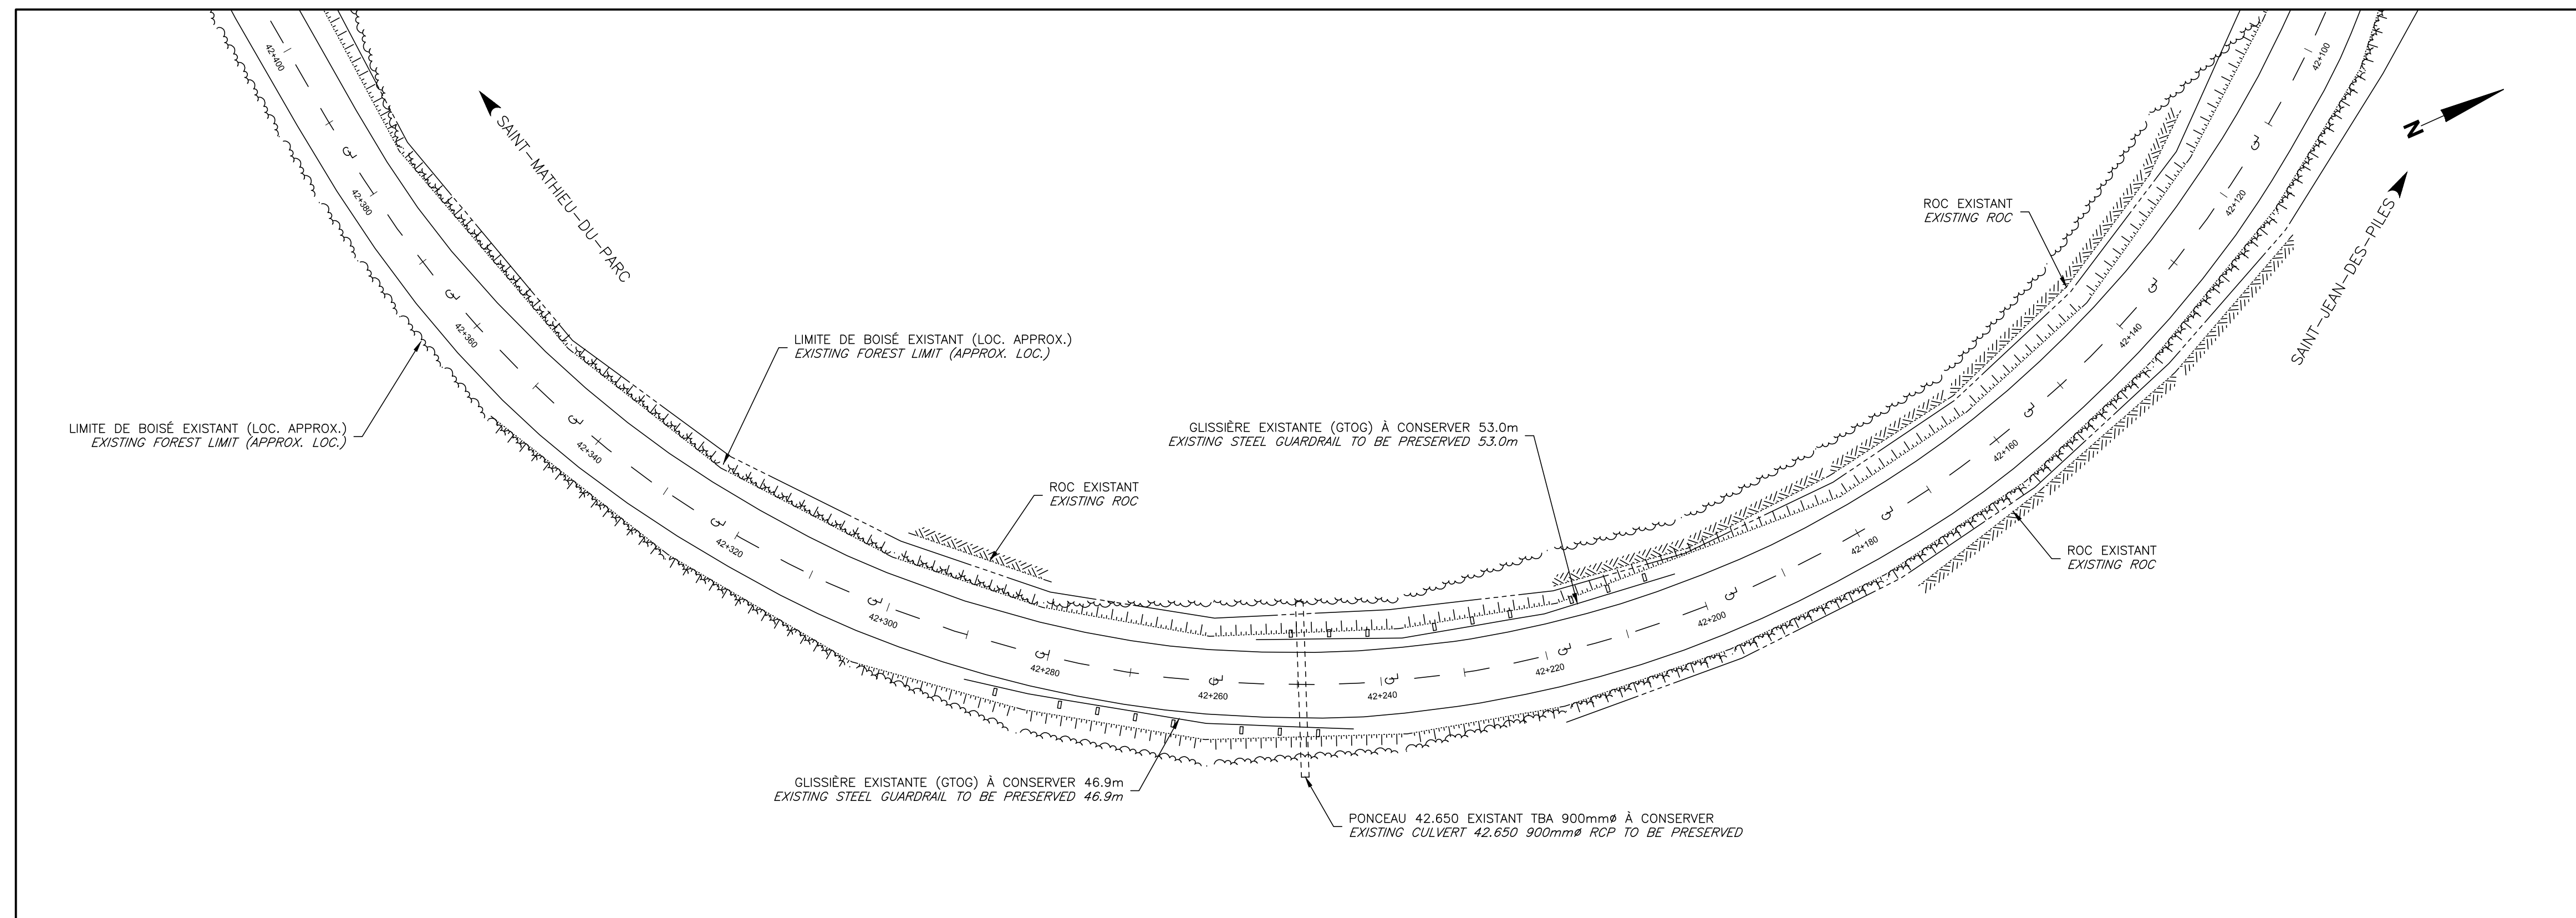 42+400
42+380
42+360
42+340
42+320
42+300
42+280
42+260
42+240
42+220
42+200
42+180
42+160
42+140
42+120
42+100
SAINT-MATHIEU-DU-PARC
N
SAINT-JEAN-DES-PILES
ROC EXISTANT
EXISTING ROC
LIMITE DE BOISÉ EXISTANT (LOC. APPROX.)
EXISTING FOREST LIMIT (APPROX. LOC.)
LIMITE DE BOISÉ EXISTANT (LOC. APPROX.)
EXISTING FOREST LIMIT (APPROX. LOC.)
GLISSIÈRE EXISTANTE (GTOG) À CONSERVER 53.0m
EXISTING STEEL GUARDRAIL TO BE PRESERVED 53.0m
ROC EXISTANT
EXISTING ROC
ROC EXISTANT
EXISTING ROC
GLISSIÈRE EXISTANTE (GTOG) À CONSERVER 46.9m
EXISTING STEEL GUARDRAIL TO BE PRESERVED 46.9m
PONCEAU 42.650 EXISTANT TBA 900mmø À CONSERVER
EXISTING CULVERT 42.650 900mmø RCP TO BE PRESERVED